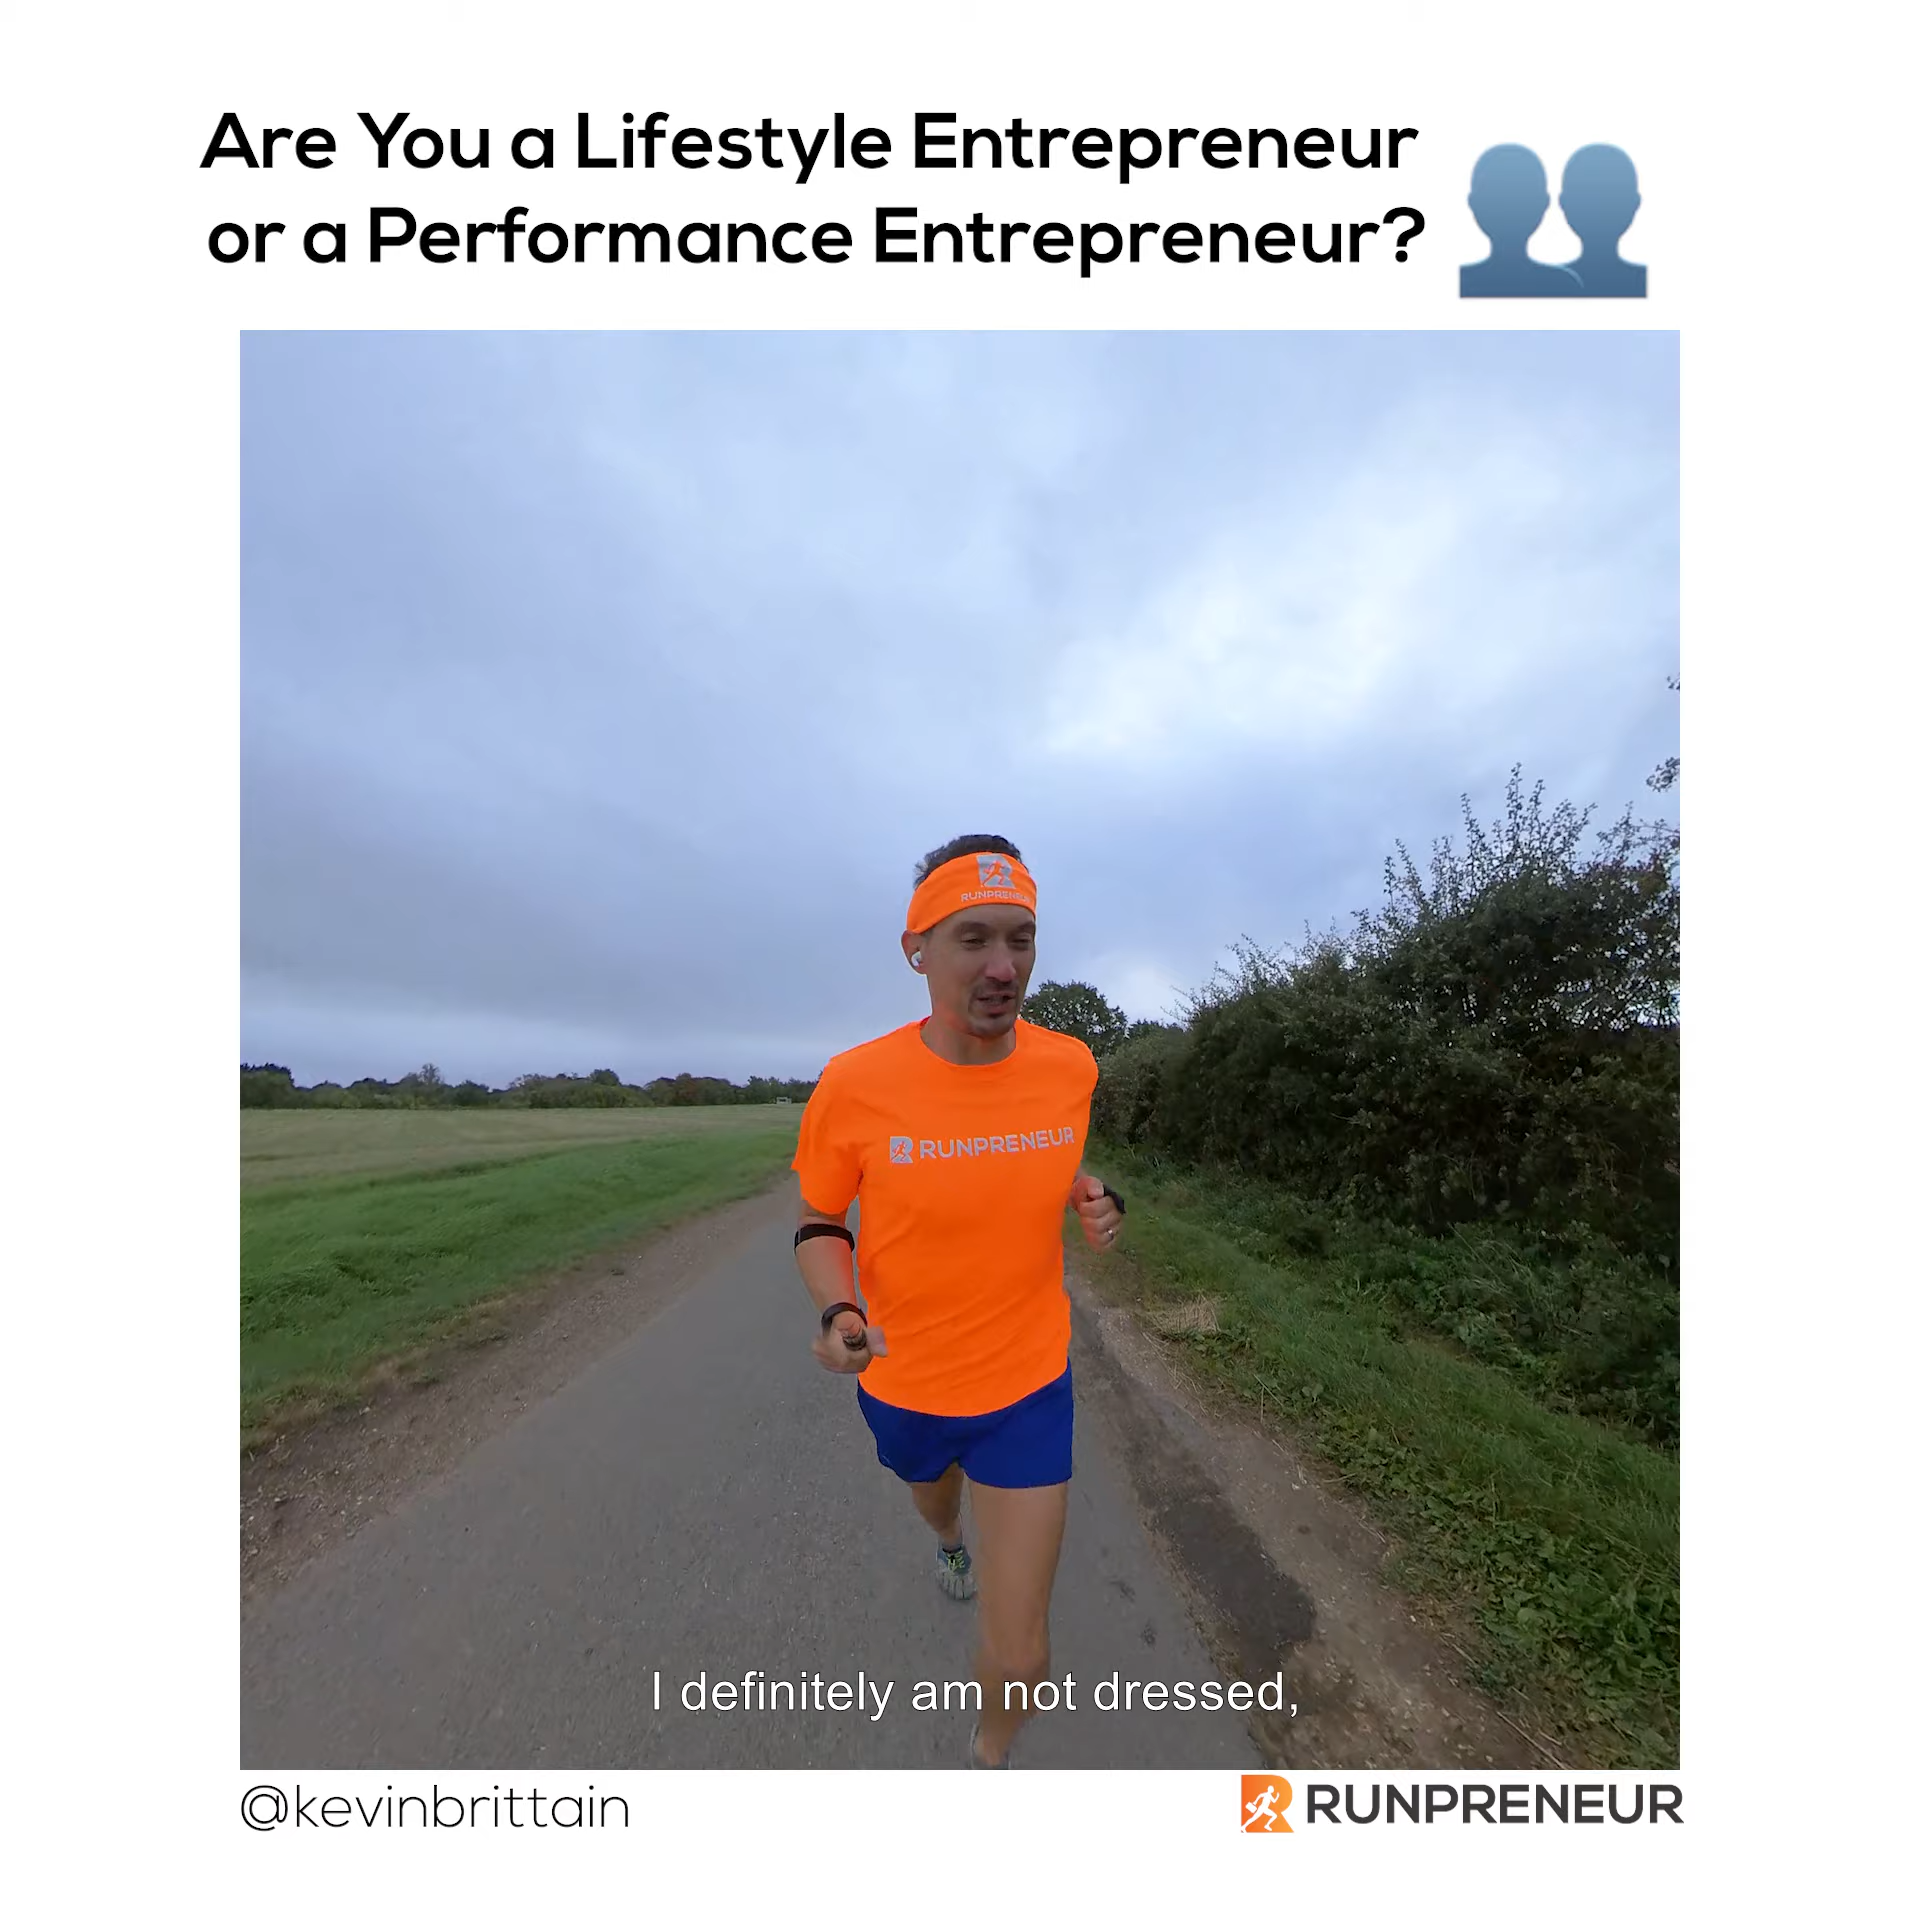 Are You a Lifestyle Entrepreneur
or a Performance Entrepreneur?
RUNPRENEUR
RUNPRENEUR
I definitely am not dressed,
@kevinbrittain
RUNPRENEUR